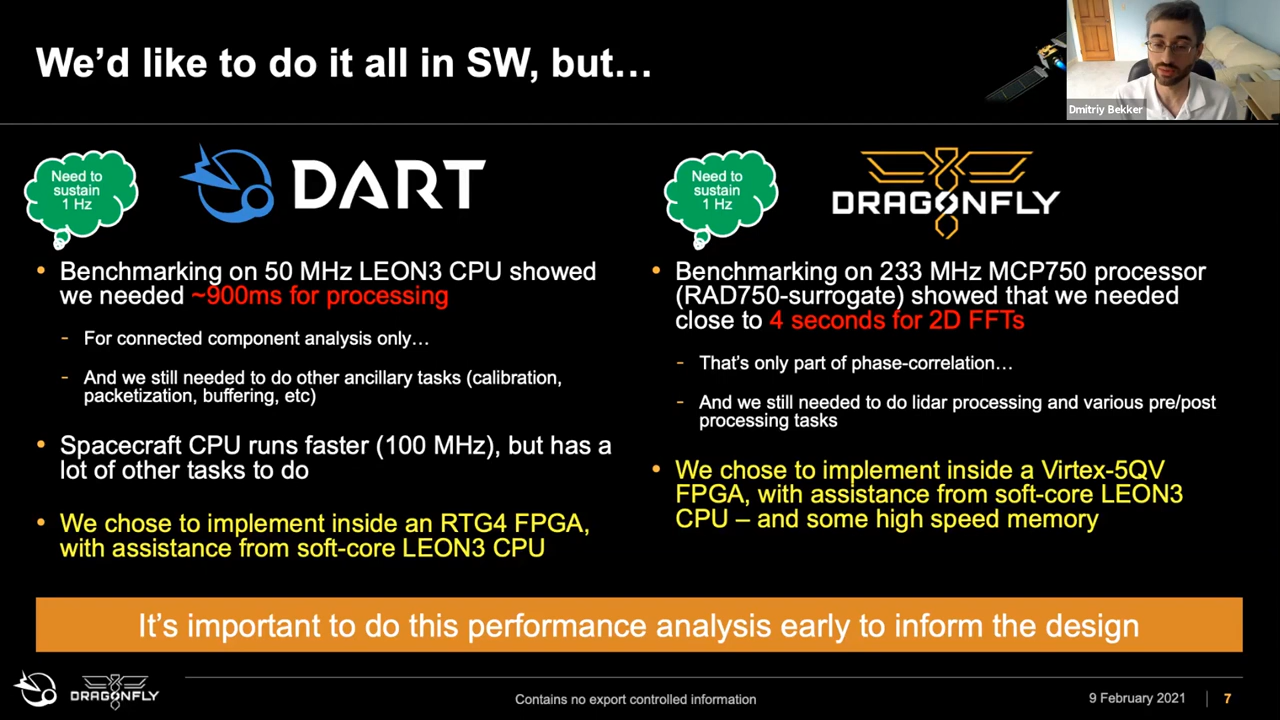 We'd like to do it all in SW, but…
Dmitriy Bekker
Need to
sustain
1 Hz
DART
Benchmarking on 50 MHz LEON3 CPU showed
we needed ~900ms for processing
- For connected component analysis only…
- And we still needed to do other ancillary tasks (calibration,
packetization, buffering, etc)
Spacecraft CPU runs faster (100 MHz), but has a
lot of other tasks to do
We chose to implement inside an RTG4 FPGA,
with assistance from soft-core LEON3 CPU
Need to
sustain
1 Hz
DRAGONFLY
Benchmarking on 233 MHz MCP750 processor
(RAD750-surrogate) showed that we needed
close to 4 seconds for 2D FFTs
- That's only part of phase-correlation…
- And we still needed to do lidar processing and various pre/post
processing tasks
We chose to implement inside a Virtex-5QV
FPGA, with assistance from soft-core LEON3
CPU – and some high speed memory
It's important to do this performance analysis early to inform the design
DRAGONFLY
Contains no export controlled information
9 February 2021
7